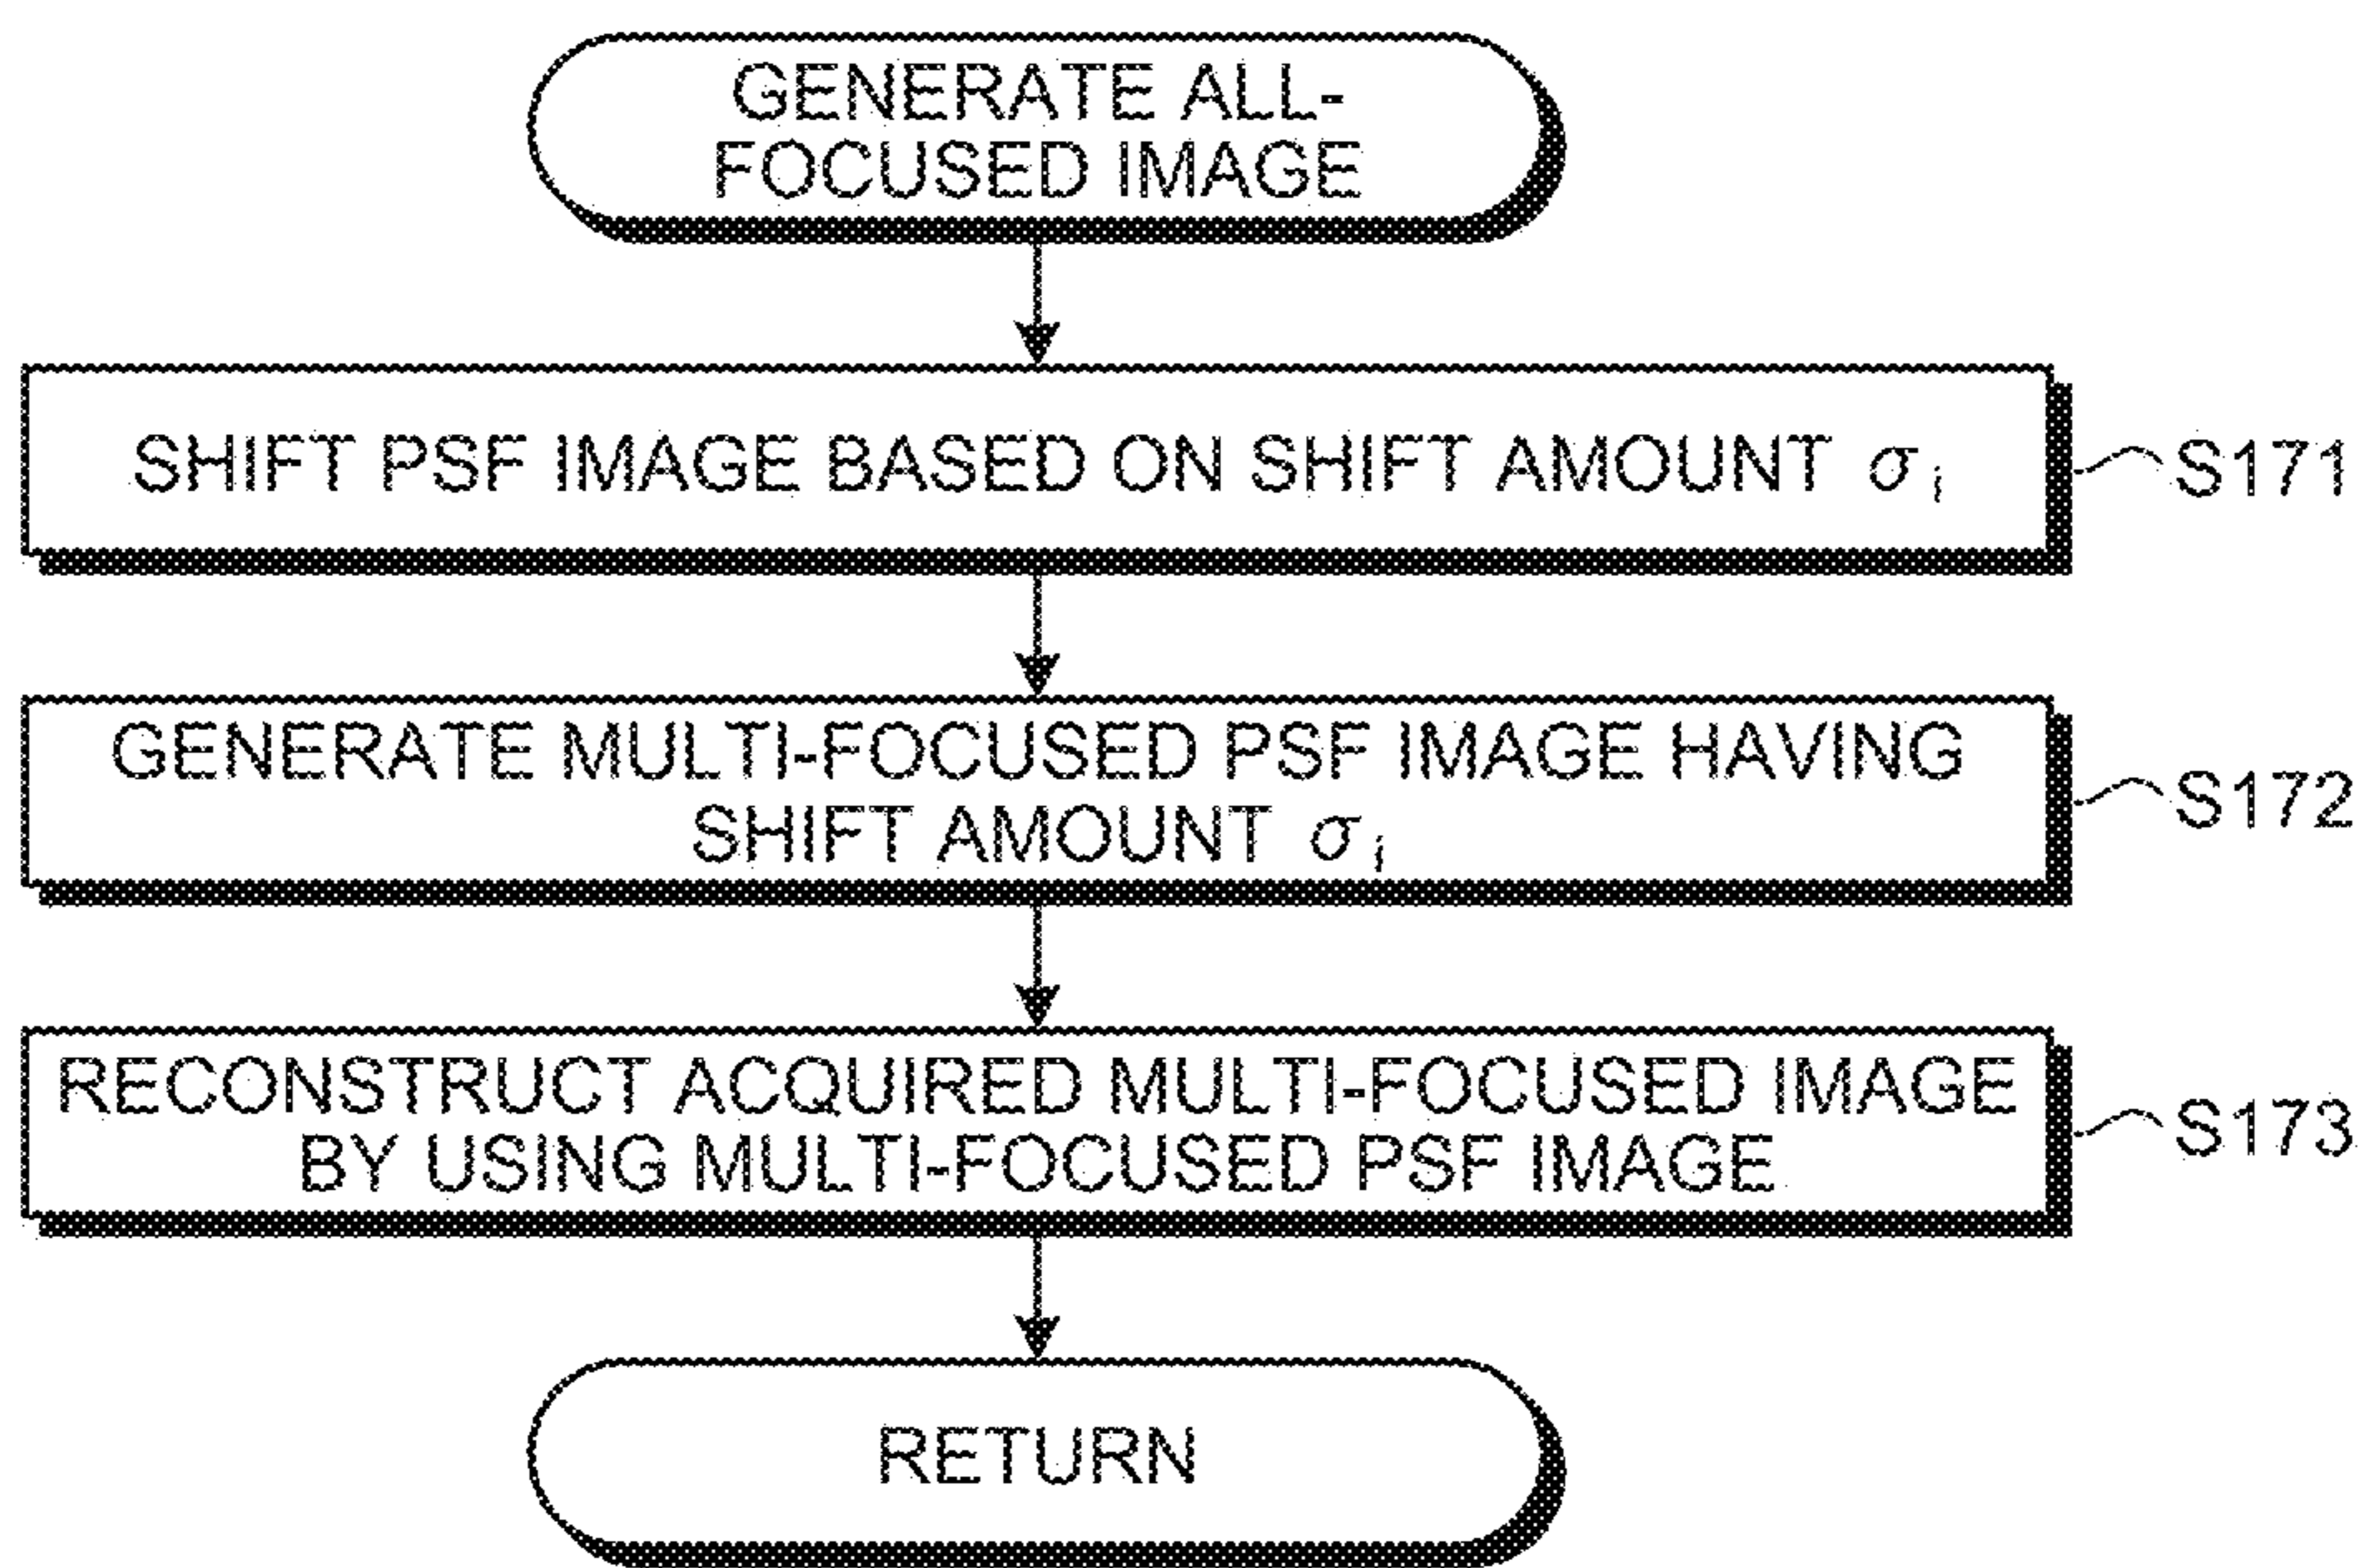 GENERATE ALL-
FOCUSED IMAGE
SHIFT PSF IMAGE BASED ON SHIFT AMOUNT σi
S171
GENERATE MULTI-FOCUSED PSF IMAGE HAVING
SHIFT AMOUNT σi
S172
RECONSTRUCT ACQUIRED MULTI-FOCUSED IMAGE
BY USING MULTI-FOCUSED PSF IMAGE
S173
RETURN